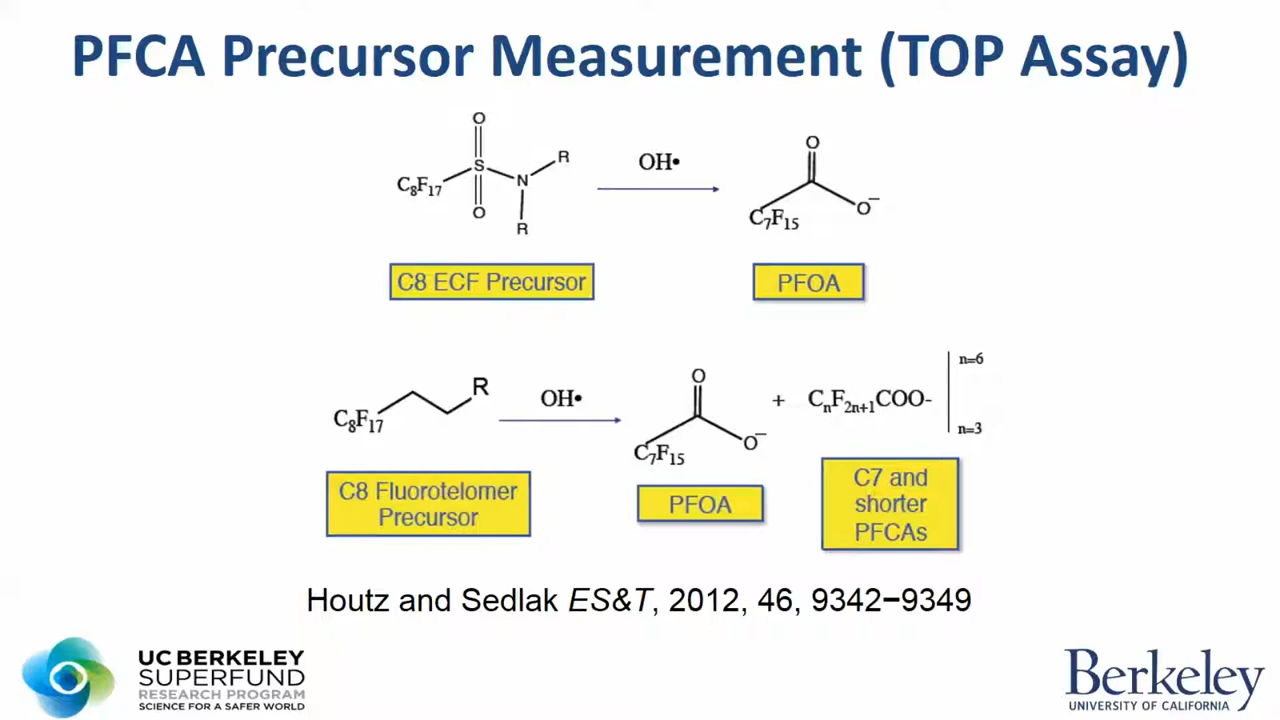 PFCA Precursor Measurement (TOP Assay)
O
S
C8F17
N
R
O
R
OH•
O
C7F15
O−
C8 ECF Precursor
PFOA
C8F17
R
OH•
O
C7F15
O−
+
CnF2n+1COO-
n=6
n=3
C8 Fluorotelomer
Precursor
PFOA
C7 and
shorter
PFCAs
Houtz and Sedlak ES&T, 2012, 46, 9342−9349
UC BERKELEY
SUPERFUND
RESEARCH PROGRAM
SCIENCE FOR A SAFER WORLD
Berkeley
UNIVERSITY OF CALIFORNIA